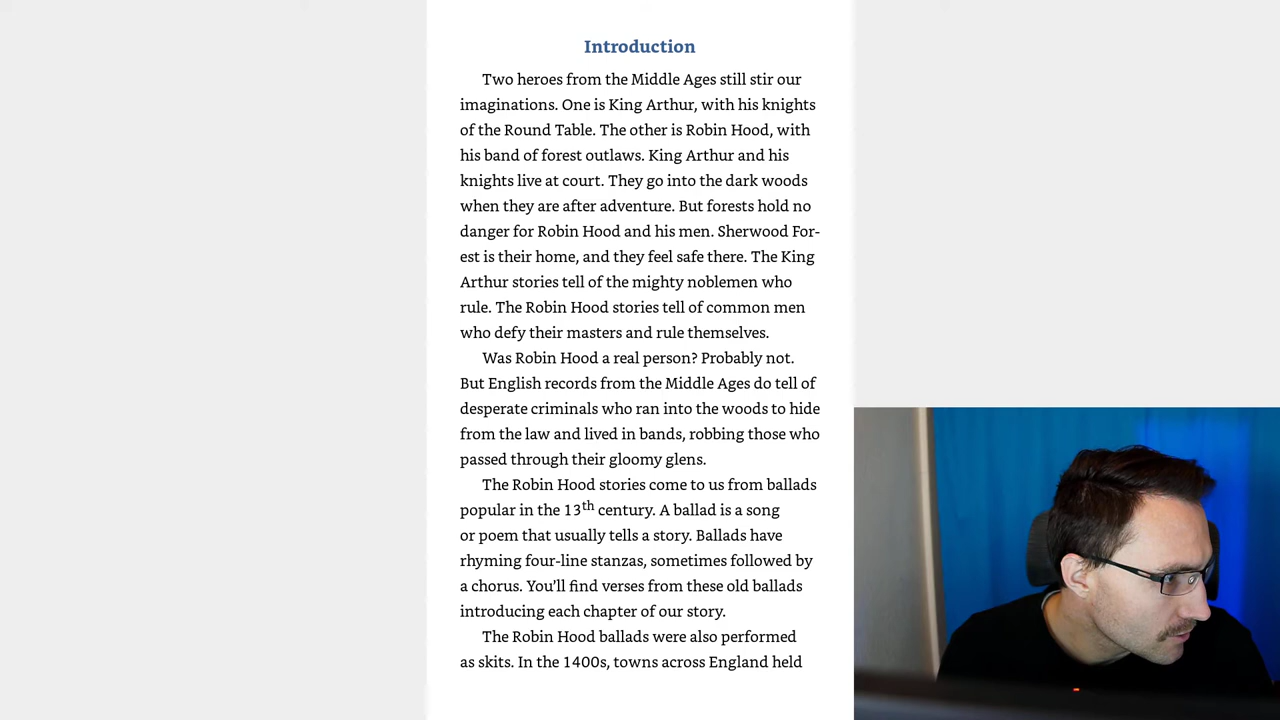 Introduction
Two heroes from the Middle Ages still stir our
imaginations. One is King Arthur, with his knights
of the Round Table. The other is Robin Hood, with
his band of forest outlaws. King Arthur and his
knights live at court. They go into the dark woods
when they are after adventure. But forests hold no
danger for Robin Hood and his men. Sherwood For-
est is their home, and they feel safe there. The King
Arthur stories tell of the mighty noblemen who
rule. The Robin Hood stories tell of common men
who defy their masters and rule themselves.
Was Robin Hood a real person? Probably not.
But English records from the Middle Ages do tell of
desperate criminals who ran into the woods to hide
from the law and lived in bands, robbing those who
passed through their gloomy glens.
The Robin Hood stories come to us from ballads
popular in the 13th century. A ballad is a song
or poem that usually tells a story. Ballads have
rhyming four-line stanzas, sometimes followed by
a chorus. You’ll find verses from these old ballads
introducing each chapter of our story.
The Robin Hood ballads were also performed
as skits. In the 1400s, towns across England held